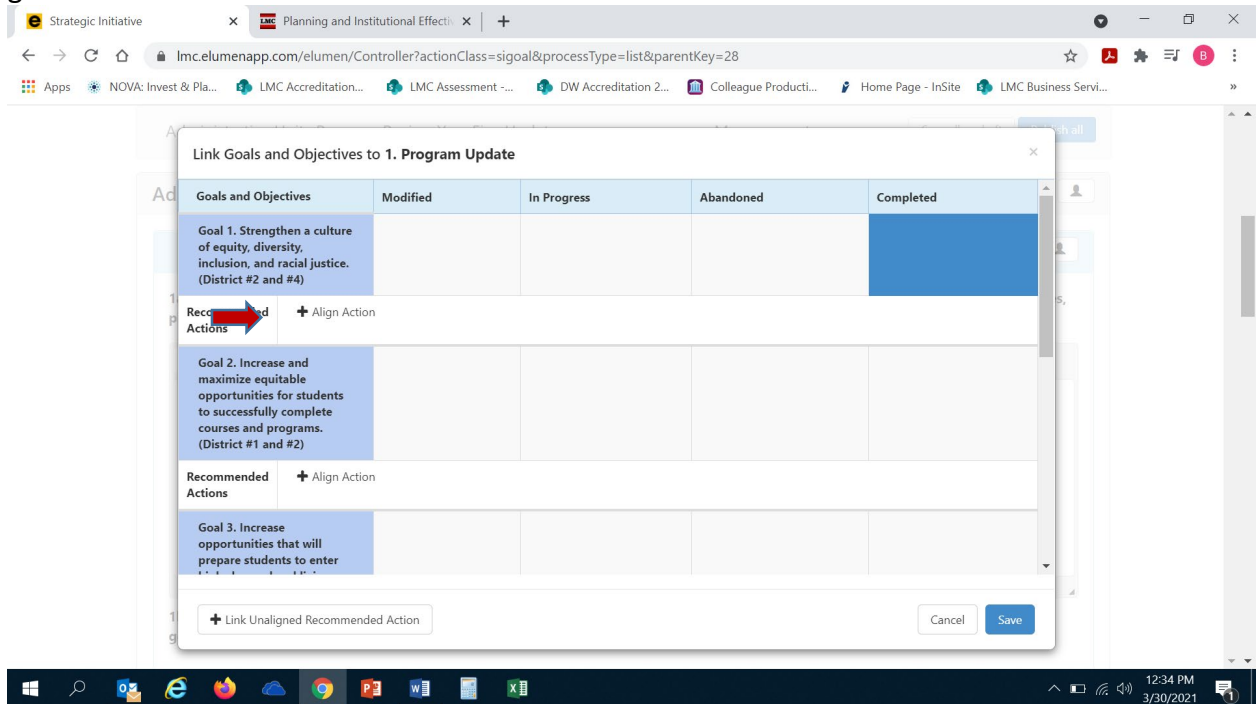 Strategic Initiative
LMC Planning and Institutional Effectiv
lmc.elumenapp.com/elumen/Controller?actionClass=sigoal&processType=list&parentKey=28
Apps NOVA: Invest & Pla... LMC Accreditation... LMC Assessment -... DW Accreditation 2... Colleague Producti... Home Page - InSite LMC Business Servi... »
Link Goals and Objectives to 1. Program Update ×
Goals and Objectives Modified In Progress Abandoned Completed
Goal 1. Strengthen a culture
of equity, diversity,
inclusion, and racial justice.
(District #2 and #4)
Align Action
Actions
Goal 2. Increase and
maximize equitable
opportunities for students
to successfully complete
courses and programs.
(District #1 and #2)
Recommended Align Action
Actions
Goal 3. Increase
opportunities that will
prepare students to enter
Link Unaligned Recommended Action Cancel Save
12:34 PM
3/30/2021